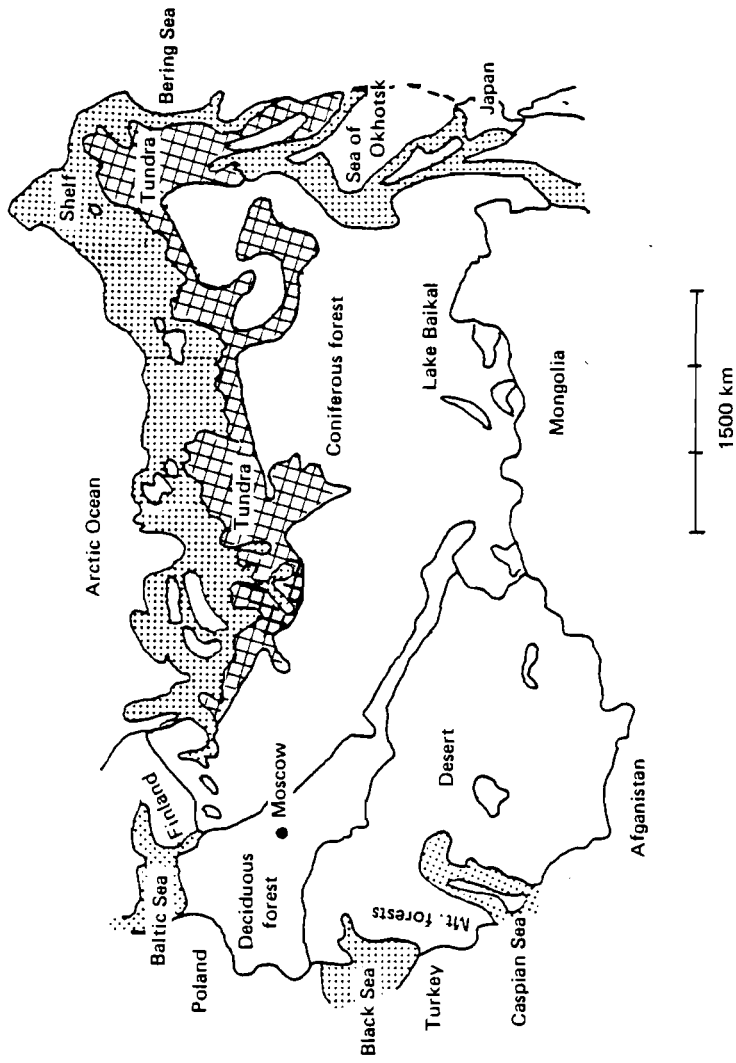 Arctic Ocean
Shelf
Bering Sea
Tundra
Tundra
Baltic Sea
Finland
Sea of
Okhotsk
Japan
Poland
Deciduous
forest
Moscow
Coniferous forest
Black Sea
Mt. forests
Turkey
Caspian Sea
Desert
Lake Baikal
Mongolia
Afganistan
1500 km